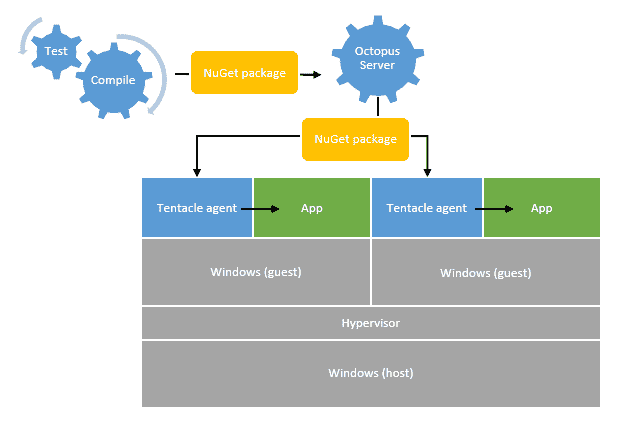 Test
Compile
NuGet package
Octopus
Server
NuGet package
Tentacle agent
App
Tentacle agent
App
Windows (guest)
Windows (guest)
Hypervisor
Windows (host)